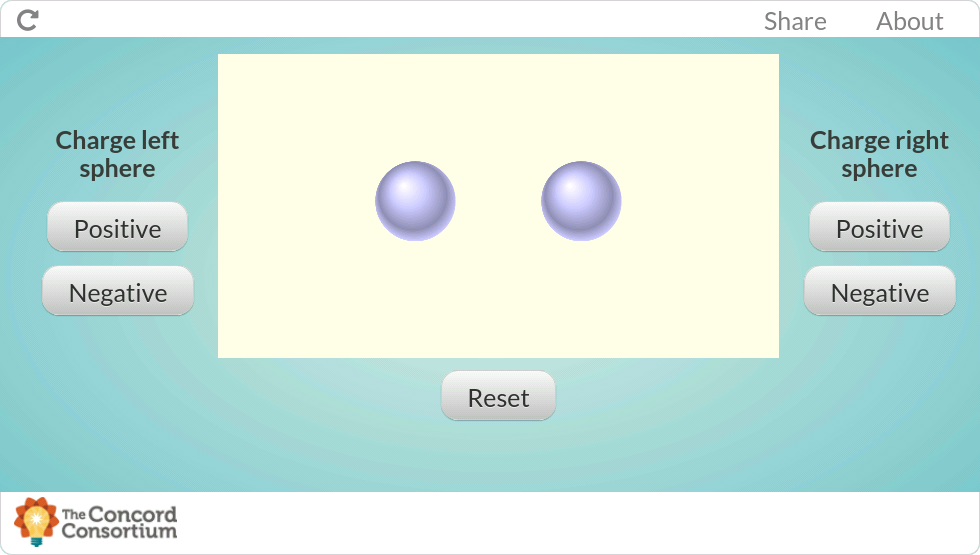 Share
About
Charge left
sphere
Positive
Negative
Charge right
sphere
Positive
Negative
Reset
The Concord
Consortium